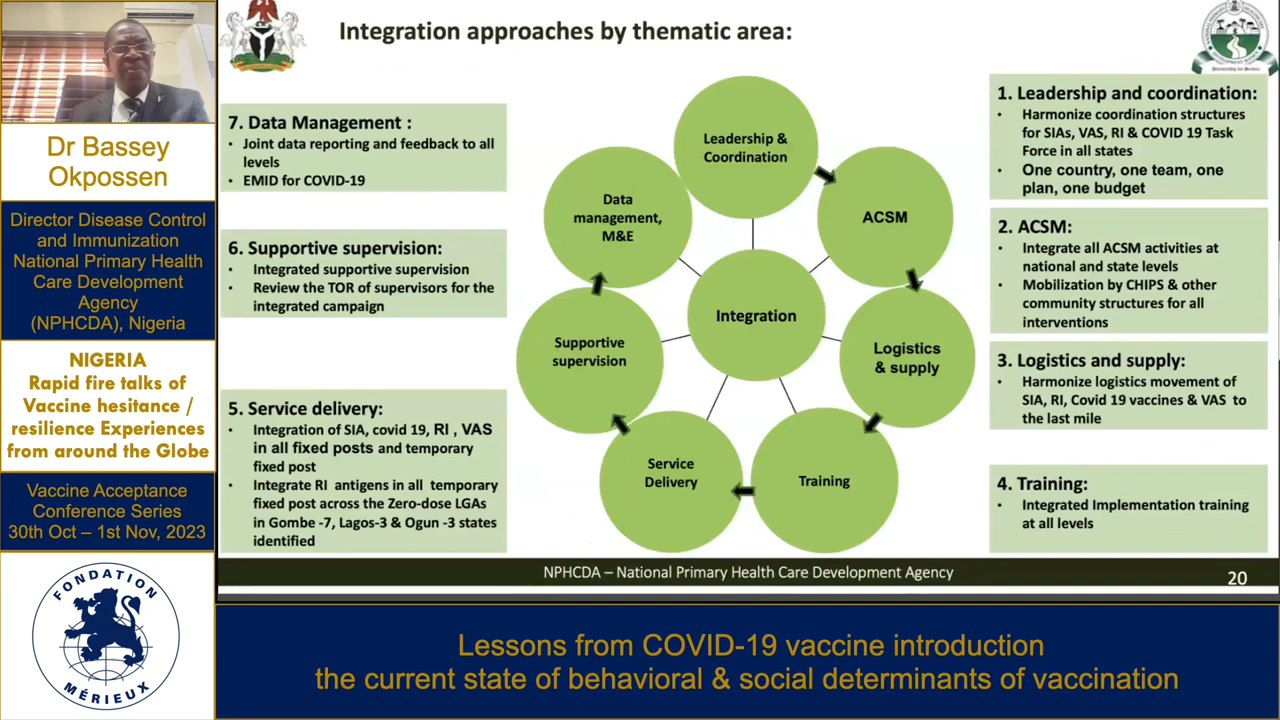 Integration approaches by thematic area:
Dr Bassey
Okpossen
Director Disease Control
and Immunization
National Primary Health
Care Development
Agency
(NPHCDA), Nigeria
NIGERIA
Rapid fire talks of
Vaccine hesitance /
resilience Experiences
from around the Globe
Vaccine Acceptance
Conference Series
30th Oct – 1st Nov, 2023
FONDATION
MÉRIEUX
7. Data Management :
• Joint data reporting and feedback to all
levels
• EMID for COVID-19
6. Supportive supervision:
• Integrated supportive supervision
• Review the TOR of supervisors for the
integrated campaign
5. Service delivery:
• Integration of SIA, covid 19, RI , VAS
in all fixed posts and temporary
fixed post
• Integrate RI antigens in all temporary
fixed post across the Zero-dose LGAs
in Gombe -7, Lagos-3 & Ogun -3 states
identified
Leadership &
Coordination
ACSM
Logistics
& supply
Training
Service
Delivery
Supportive
supervision
Data
management,
M&E
Integration
1. Leadership and coordination:
• Harmonize coordination structures
for SIAs, VAS, RI & COVID 19 Task
Force in all states
• One country, one team, one
plan, one budget
2. ACSM:
• Integrate all ACSM activities at
national and state levels
• Mobilization by CHIPS & other
community structures for all
interventions
3. Logistics and supply:
• Harmonize logistics movement of
SIA, RI, Covid 19 vaccines & VAS to
the last mile
4. Training:
• Integrated Implementation training
at all levels
NPHCDA – National Primary Health Care Development Agency
20
Lessons from COVID-19 vaccine introduction
the current state of behavioral & social determinants of vaccination